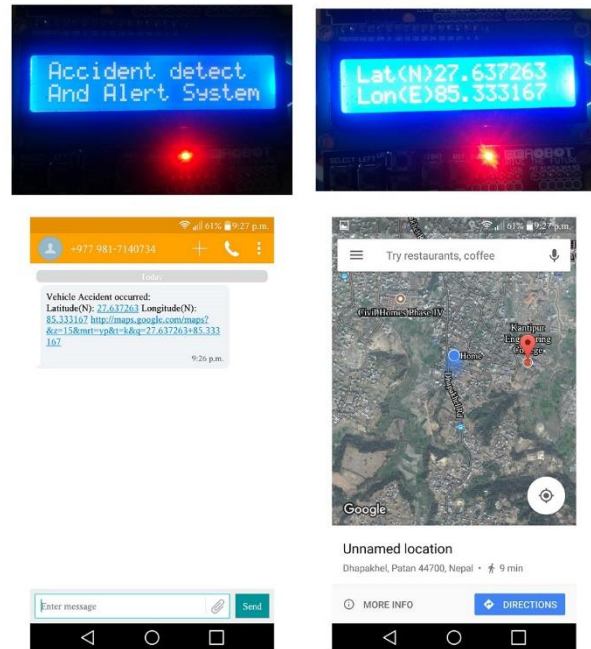 Accident detect
And Alert System
Lat(N)27.637263
Lon(E)85.333167
ROBOT
SELECT LEFT
61% 9:27 p.m.
+977 981-7140734
Today
Vehicle Accident occurred:
Latitude(N): 27.637263 Longitude(N):
85.333167 http://maps.google.com/maps?
&z=15&mrt=yp&t=k&q=27.637263+85.333
167
9:26 p.m.
Enter message
Send
61% 9:27 p.m.
Try restaurants, coffee
Civil Homes Phase IV
Kantipur
Engineering
College
Home
Google
Unnamed location
Dhapakhel, Patan 44700, Nepal • 9 min
MORE INFO
DIRECTIONS